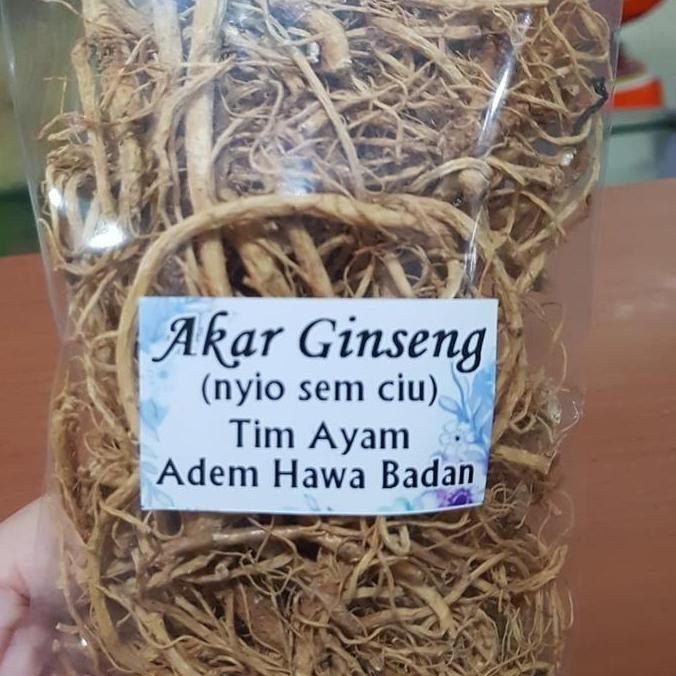 Akar Ginseng
(nyio sem ciu)
Tim Ayam
Adem Hawa Badan